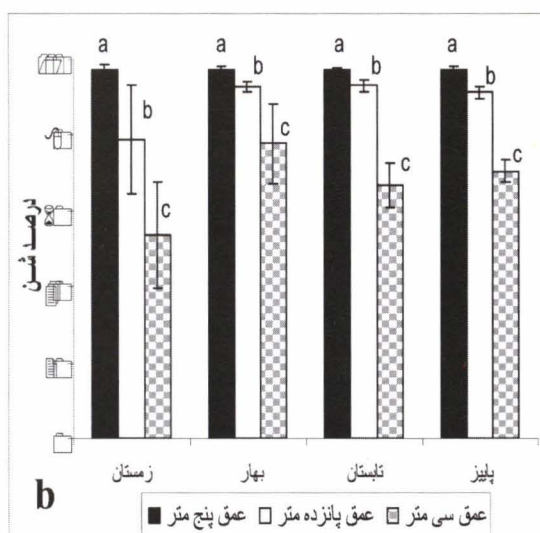 a a a a
b b b b
c c c c
درصد شن
زمستان بهار تابستان پاییز
b
عمق پنج متر عمق پانزده متر عمق سی متر